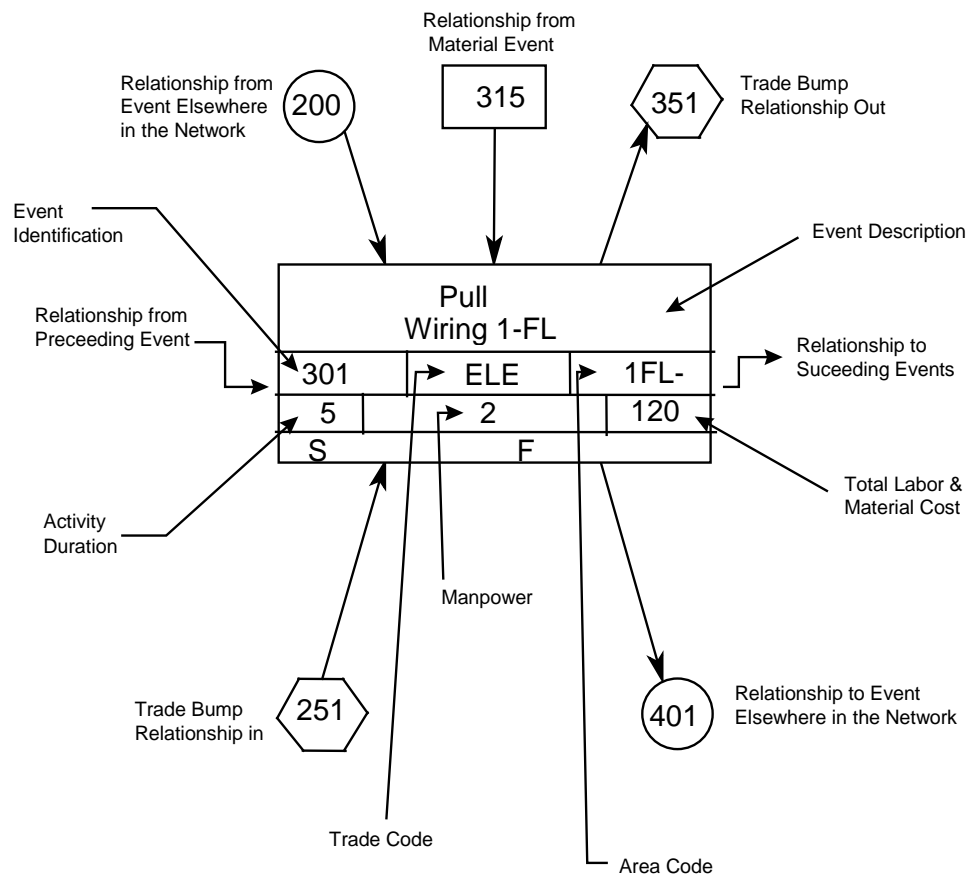 Relationship from
Material Event
Relationship from
Event Elsewhere
in the Network
200
315
351
Trade Bump
Relationship Out
Event
Identification
Event Description
Pull
Wiring 1-FL
Relationship from
Preceeding Event
301
ELE
1FL-
Relationship to
Suceeding Events
5
2
120
S
F
Activity
Duration
Total Labor &
Material Cost
Manpower
Trade Bump
Relationship in
251
401
Relationship to Event
Elsewhere in the Network
Trade Code
Area Code